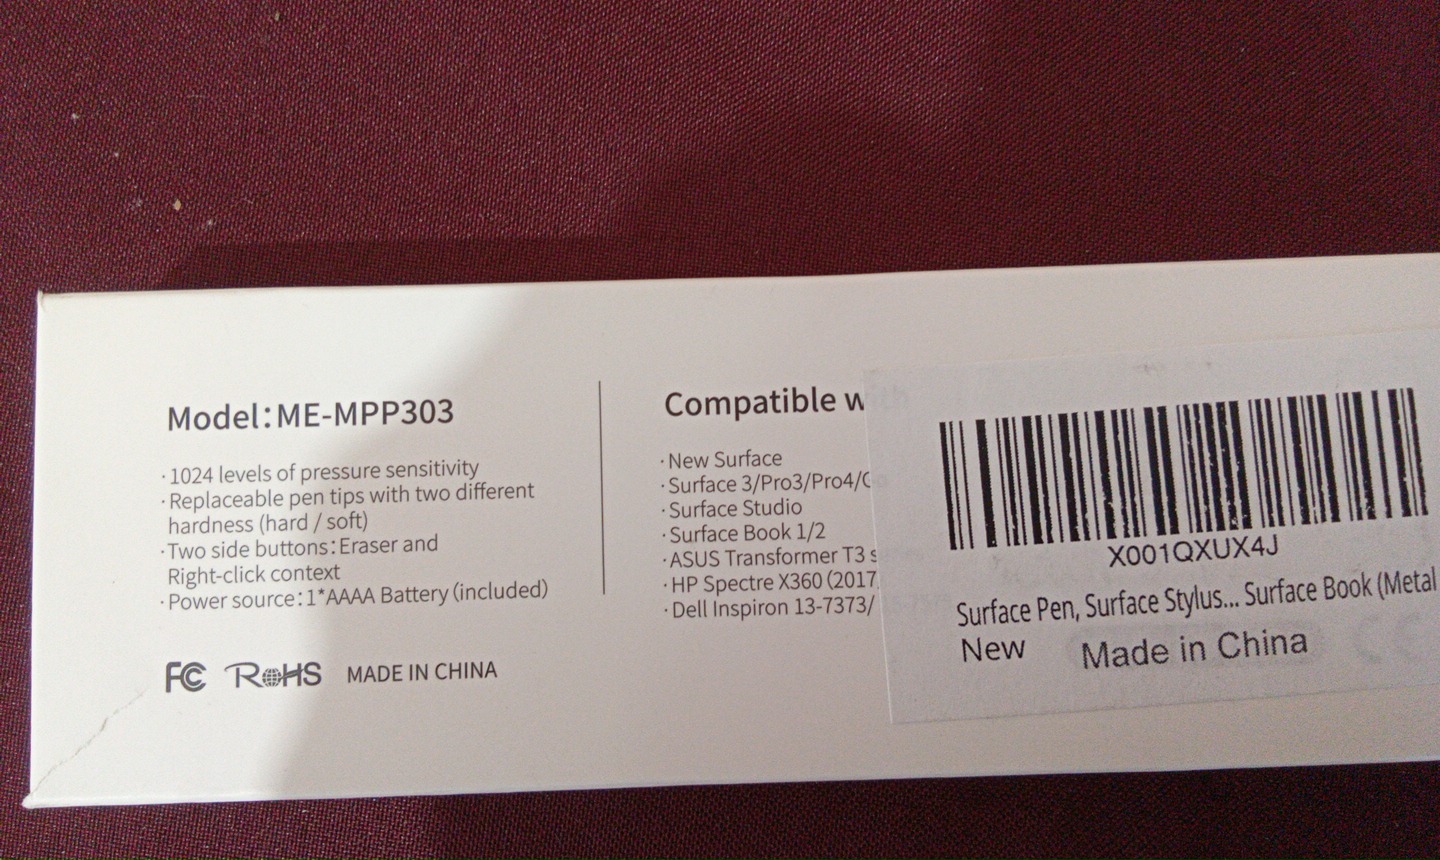 Model:ME-MPP303
·1024 levels of pressure sensitivity
·Replaceable pen tips with two different
hardness (hard / soft)
·Two side buttons:Eraser and
Right-click context
·Power source:1*AAAA Battery (included)
FC RoHS MADE IN CHINA
Compatible with
·New Surface
·Surface 3/Pro3/Pro4/Go
·Surface Studio
·Surface Book 1/2
·ASUS Transformer T3 s
·HP Spectre X360 (2017
·Dell Inspiron 13-7373/
X001QXUX4J
Surface Pen, Surface Stylus... Surface Book (Metal
New Made in China
CE